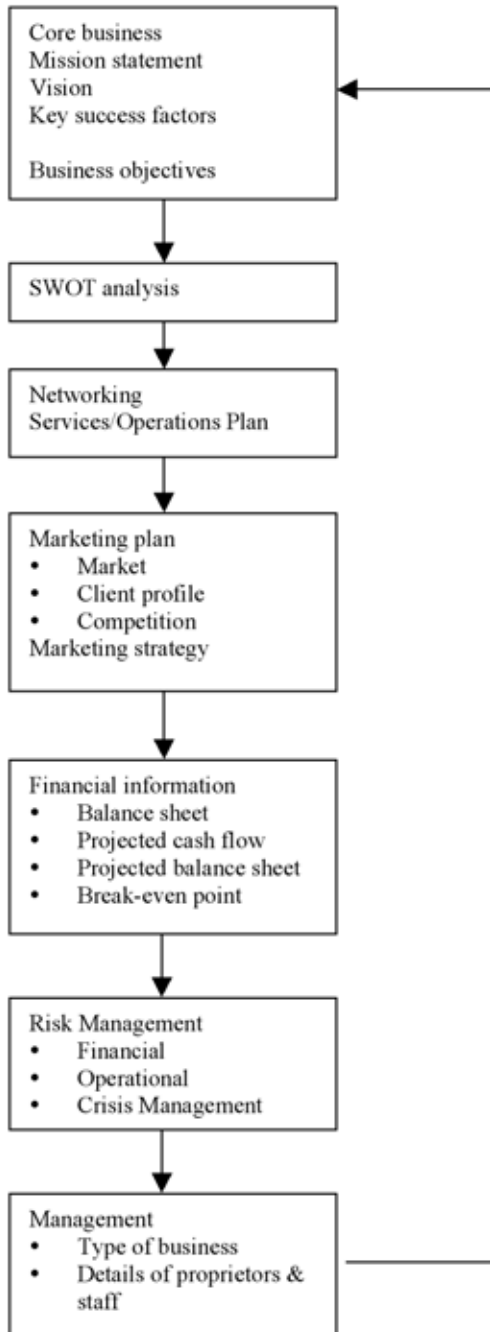 Core business
Mission statement
Vision
Key success factors
Business objectives
SWOT analysis
Networking
Services/Operations Plan
Marketing plan
• Market
• Client profile
• Competition
Marketing strategy
Financial information
• Balance sheet
• Projected cash flow
• Projected balance sheet
• Break-even point
Risk Management
• Financial
• Operational
• Crisis Management
Management
• Type of business
• Details of proprietors &
staff